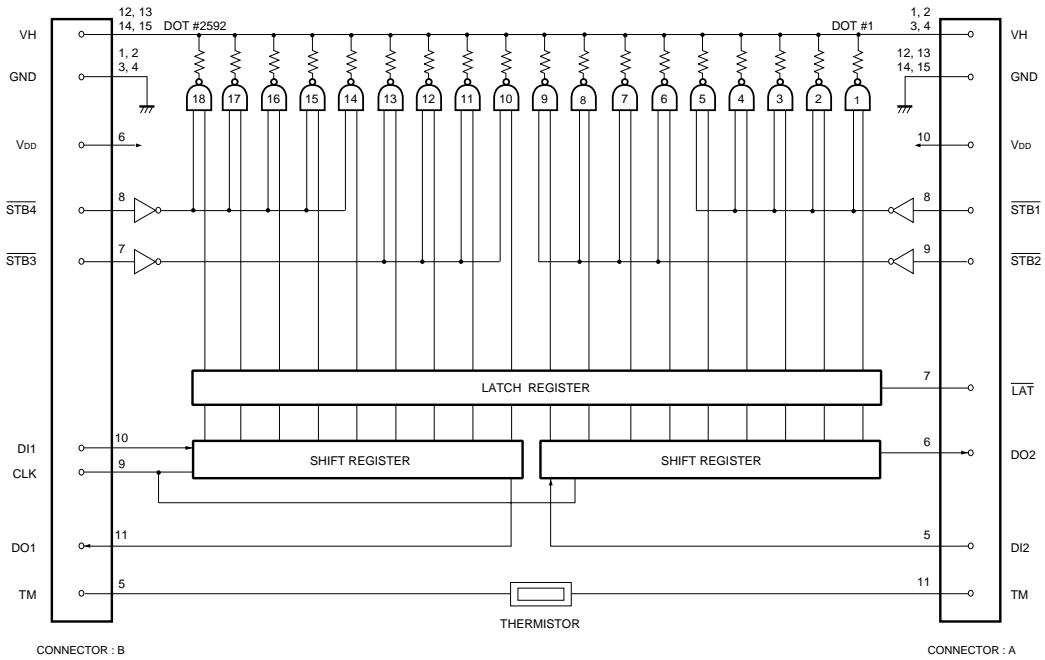 12, 13
14, 15
DOT #2592
DOT #1
1, 2
3, 4
VH
VH
1, 2
3, 4
12, 13
14, 15
GND
GND
18 17 16 15 14 13 12 11 10 9 8 7 6 5 4 3 2 1
6
10
VDD
VDD
8
8
STB4
STB1
7
9
STB3
STB2
LATCH REGISTER
7
LAT
10
6
DI1
SHIFT REGISTER
SHIFT REGISTER
DO2
9
CLK
11
5
DO1
DI2
5
11
TM
TM
THERMISTOR
CONNECTOR : B
CONNECTOR : A